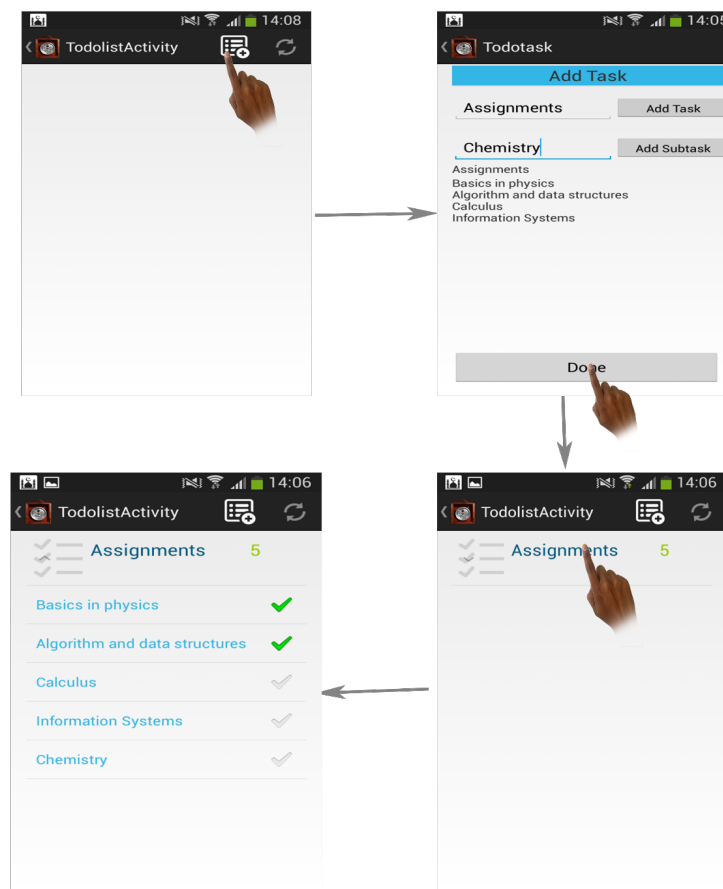 14:08
TodolistActivity
14:05
Todotask
Add Task
Assignments
Add Task
Chemistry
Add Subtask
Assignments
Basics in physics
Algorithm and data structures
Calculus
Information Systems
Done
14:06
TodolistActivity
Assignments 5
Basics in physics
Algorithm and data structures
Calculus
Information Systems
Chemistry
14:06
TodolistActivity
Assignments 5